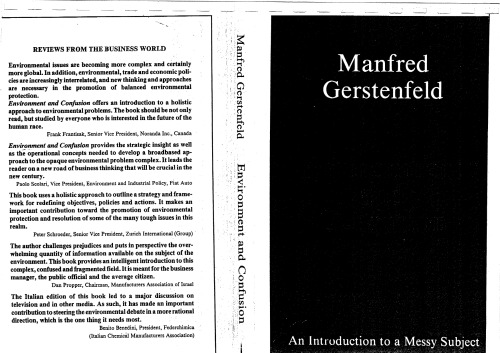 REVIEWS FROM THE BUSINESS WORLD
Environmental issues are becoming more complex and certainly
more global. In addition, environmental, trade and economic poli-
cies are increasingly interrelated, and new thinking and approaches
are necessary in the promotion of balanced environmental
protection.
Environment and Confusion offers an introduction to a holistic
approach to environmental problems. The book should be not only
read, but studied by everyone who is interested in the future of the
human race.
Frank Frantisak, Senior Vice President, Noranda Inc., Canada
Environment and Confusion provides the strategic insight as well
as the operational concepts needed to develop a broadbased ap-
proach to the opaque environmental problem complex. It leads the
reader on a new road of business thinking that will be crucial in the
new century.
Paolo Scolari, Vice President, Environment and Industrial Policy, Fiat Auto
This book uses a holistic approach to outline a strategy and frame-
work for redefining objectives, policies and actions. It makes an
important contribution toward the promotion of environmental
protection and resolution of some of the many tough issues in this
realm.
Peter Schroeder, Senior Vice President, Zurich International (Group)
The author challenges prejudices and puts in perspective the over-
whelming quantity of information available on the subject of the
environment. This book provides an intelligent introduction to this
complex, confused and fragmented field. It is meant for the business
manager, the public official and the average citizen.
Dan Propper, Chairman, Manufacturers Association of Israel
The Italian edition of this book led to a major discussion on
television and in other media. As such, it has made an important
contribution to steering the environmental debate in a more rational
direction, which is the one thing it needs most.
Benito Benedini, President, Federchimica
(Italian Chemical Manufacturers Association)
Manfred Gerstenfeld Environment and Confusion
Manfred
Gerstenfeld
An Introduction to a Messy Subject